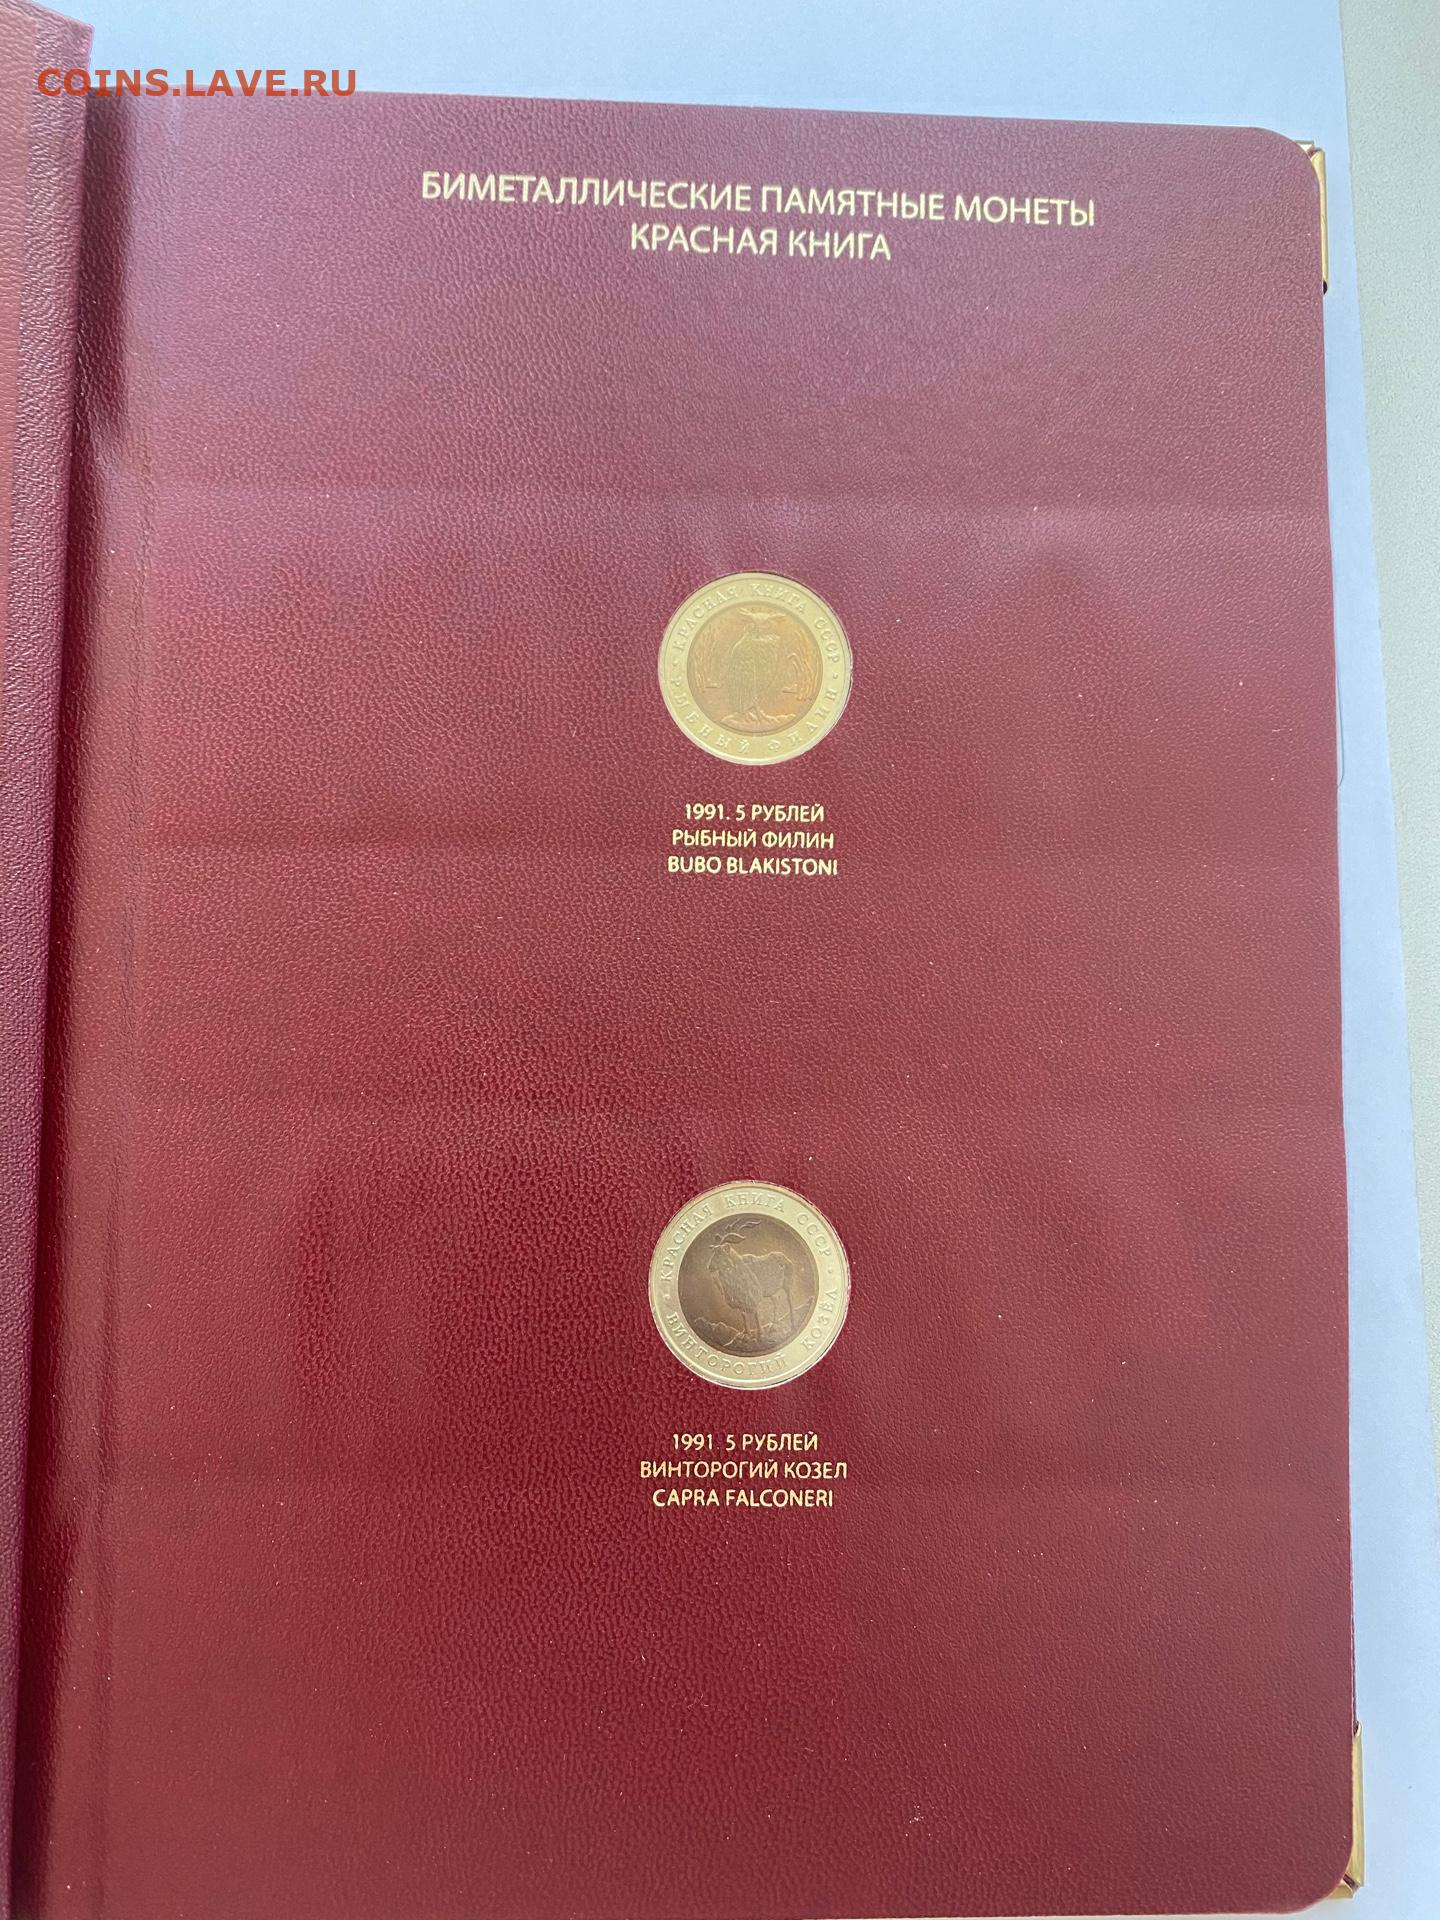 COINS.LAVE.RU
БИМЕТАЛЛИЧЕСКИЕ ПАМЯТНЫЕ МОНЕТЫ
КРАСНАЯ КНИГА
• КРАСНАЯ КНИГА СССР •
РЫБНЫЙ ФИЛИН
1991. 5 РУБЛЕЙ
РЫБНЫЙ ФИЛИН
BUBO BLAKISTONI
• КРАСНАЯ КНИГА СССР •
ВИНТОРОГИЙ КОЗЁЛ
1991. 5 РУБЛЕЙ
ВИНТОРОГИЙ КОЗЕЛ
CAPRA FALCONERI